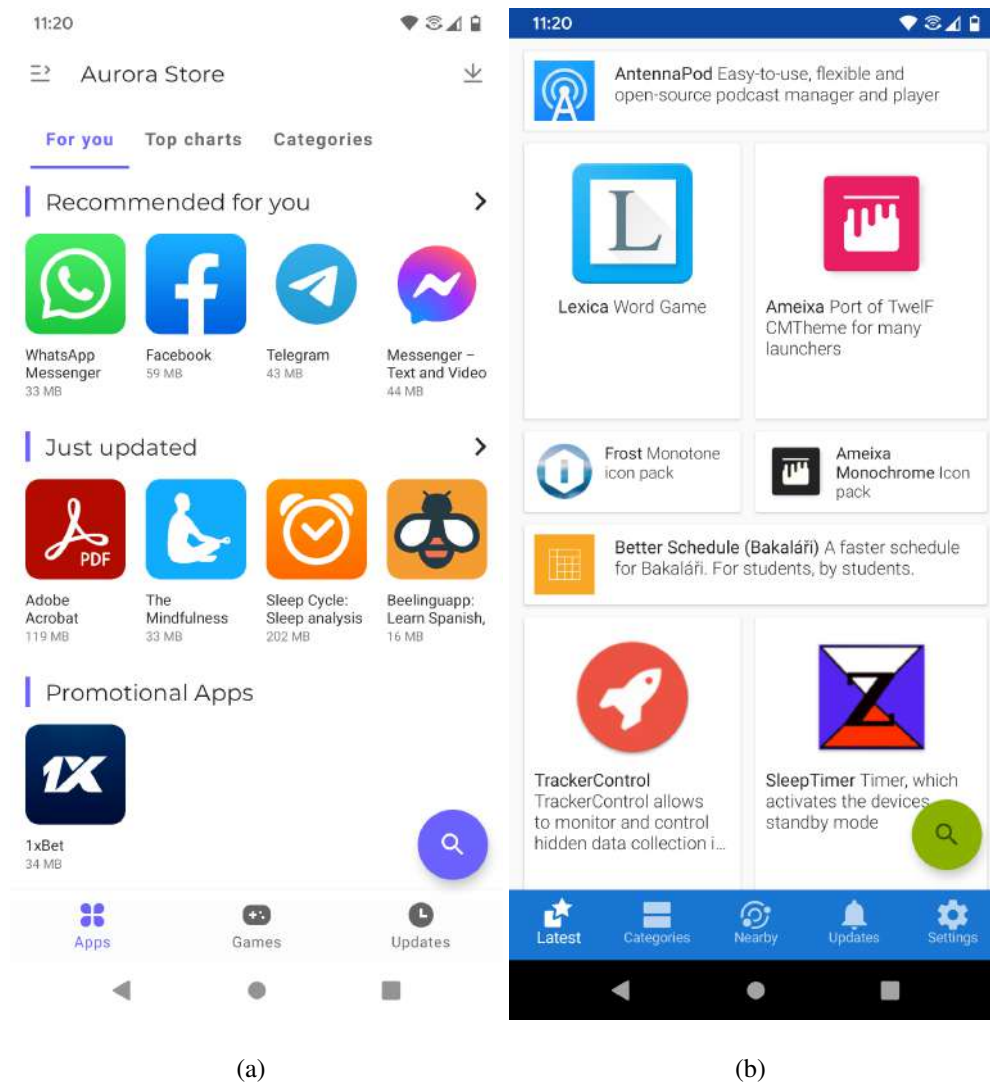 11:20
Aurora Store
For you Top charts Categories
Recommended for you
WhatsApp
Messenger
33 MB
Facebook
59 MB
Telegram
43 MB
Messenger –
Text and Video
44 MB
Just updated
PDF
Adobe
Acrobat
119 MB
The
Mindfulness
33 MB
Sleep Cycle:
Sleep analysis
202 MB
Beelinguapp:
Learn Spanish,
16 MB
Promotional Apps
1X
1xBet
34 MB
Apps Games Updates
(a)
11:20
AntennaPod Easy-to-use, flexible and
open-source podcast manager and player
L
Lexica Word Game
Ameixa Port of TwelF
CMTheme for many
launchers
Frost Monotone
icon pack
Ameixa
Monochrome Icon
pack
Better Schedule (Bakaláři) A faster schedule
for Bakaláři. For students, by students.
TrackerControl
TrackerControl allows
to monitor and control
hidden data collection i...
Z
SleepTimer Timer, which
activates the devices
standby mode
Latest Categories Nearby Updates Settings
(b)